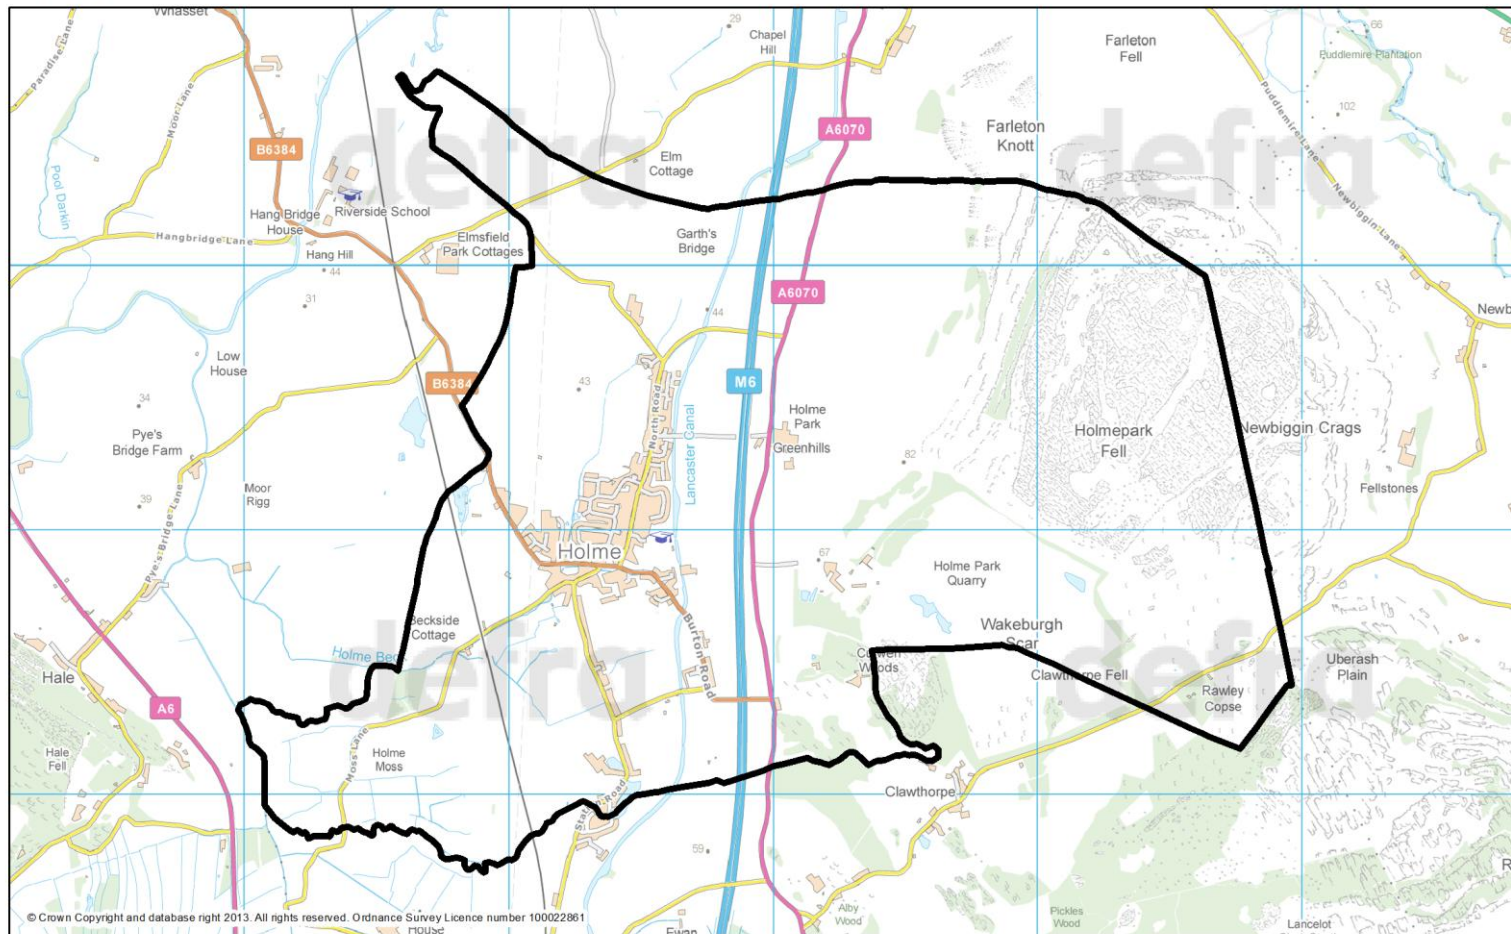 Whasset
29
Chapel
Hill
66
Farleton
Fell
Puddlemire Plantation
Paradise Lane
Moor Lane
102
Puddlemire Lane
defra
defra
A6070
Farleton
Knott
B6384
Elm
Cottage
Pool Darkin
Riverside School
Newbiggin Lane
Hang Bridge
House
Hangbridge Lane
Elmsfield
Park Cottages
Garth's
Bridge
Hang Hill
44
A6070
31
44
Low
House
B6384
M6
43
34
North Road
Holme
Park
Lancaster Canal
Pye's
Bridge Farm
Holmepark
Fell
Newbiggin Crags
Greenhills
82
Moor
Rigg
39
Fellstones
Pye's Bridge Lane
Holme
67
Holme Park
Quarry
Beckside
Cottage
Burton Road
Wakeburgh
Scar
Holme Beck
defra
defra
Curwen
Woods
Clawthorpe Fell
Uberash
Plain
Hale
Rawley
Copse
A6
Hale
Fell
Moss Lane
Holme
Moss
Clawthorpe
Station Road
59
Alby
Wood
Pickles
Wood
Lancelot
© Crown Copyright and database right 2013. All rights reserved. Ordnance Survey Licence number 100022861
House